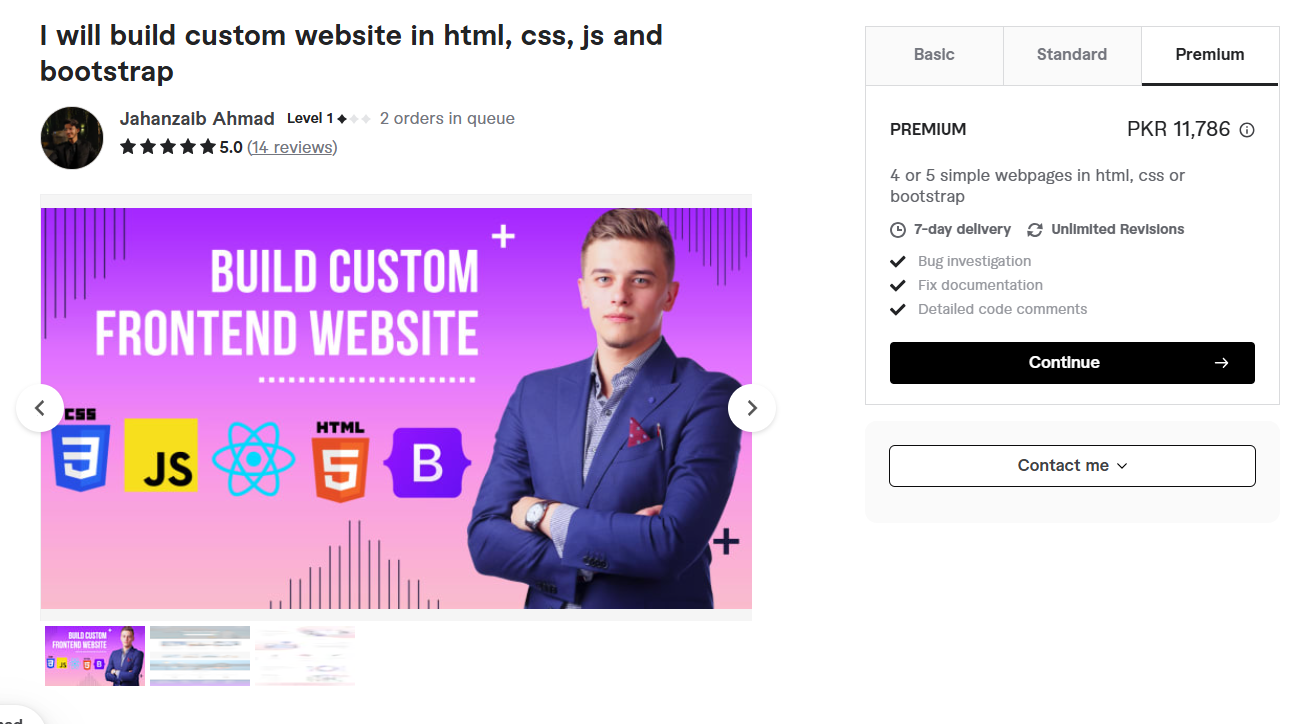 I will build custom website in html, css, js and
bootstrap
Jahanzaib Ahmad Level 1 2 orders in queue
5.0 (14 reviews)
BUILD CUSTOM
FRONTEND WEBSITE
CSS
JS
HTML
5
B
BUILD CUSTOM
FRONTEND WEBSITE
Basic Standard Premium
PREMIUM PKR 11,786
4 or 5 simple webpages in html, css or
bootstrap
7-day delivery Unlimited Revisions
Bug investigation
Fix documentation
Detailed code comments
Continue
Contact me